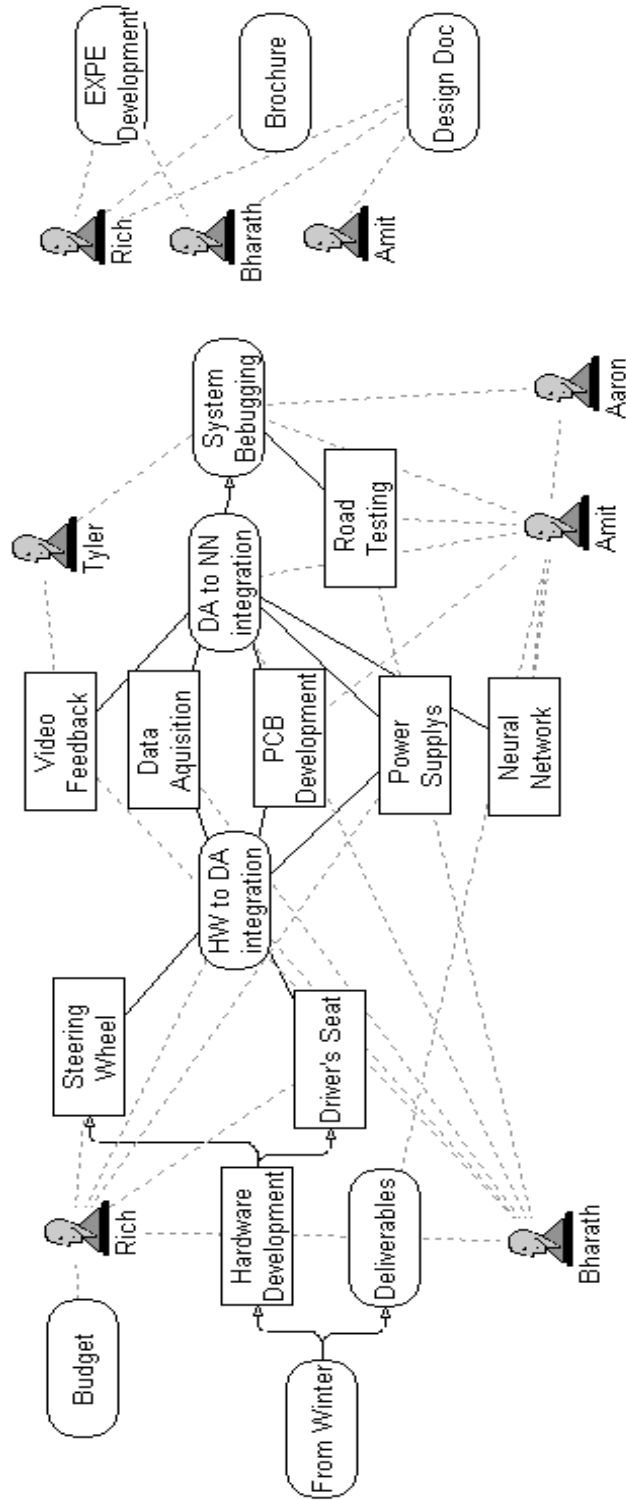 Budget
From Winter
Rich
Hardware
Development
Deliverables
Bharath
Steering
Wheel
Driver's Seat
HW to DA
integration
Video
Feedback
Data
Aquisition
PCB
Development
Power
Supplys
Neural
Network
Tyler
DA to NN
integration
System
Bebugging
Road
Testing
Amit
Aaron
Rich
Bharath
Amit
EXPE
Development
Brochure
Design Doc